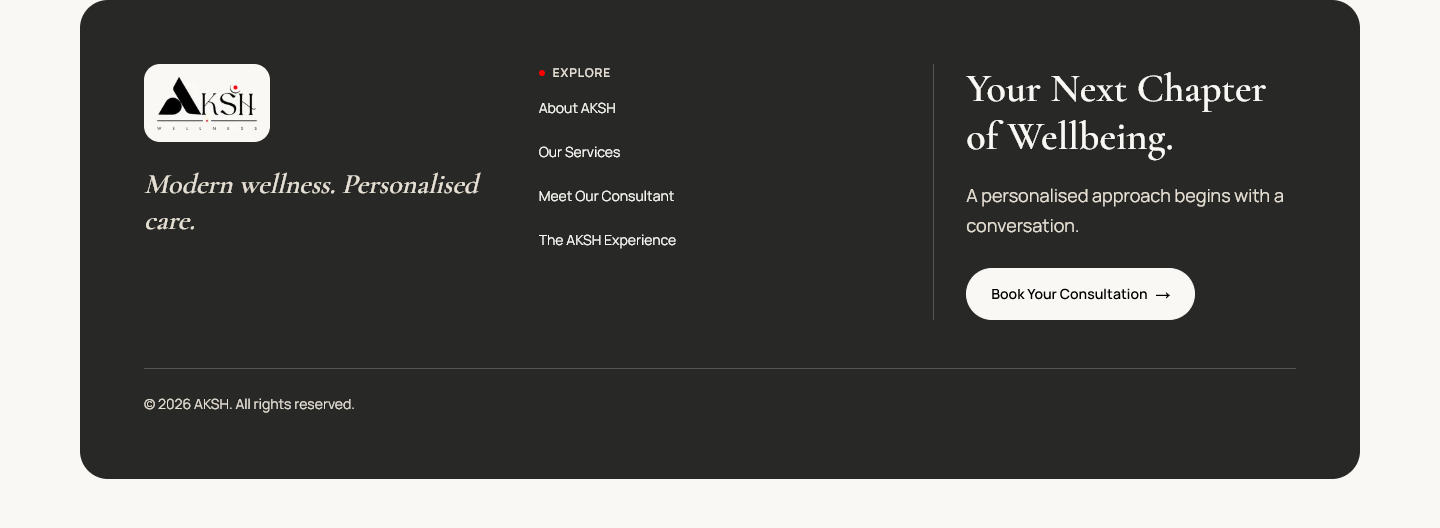 AKSH
WELLNESS
Modern wellness. Personalised
care.
EXPLORE
About AKSH
Our Services
Meet Our Consultant
The AKSH Experience
Your Next Chapter
of Wellbeing.
A personalised approach begins with a
conversation.
Book Your Consultation →
© 2026 AKSH. All rights reserved.